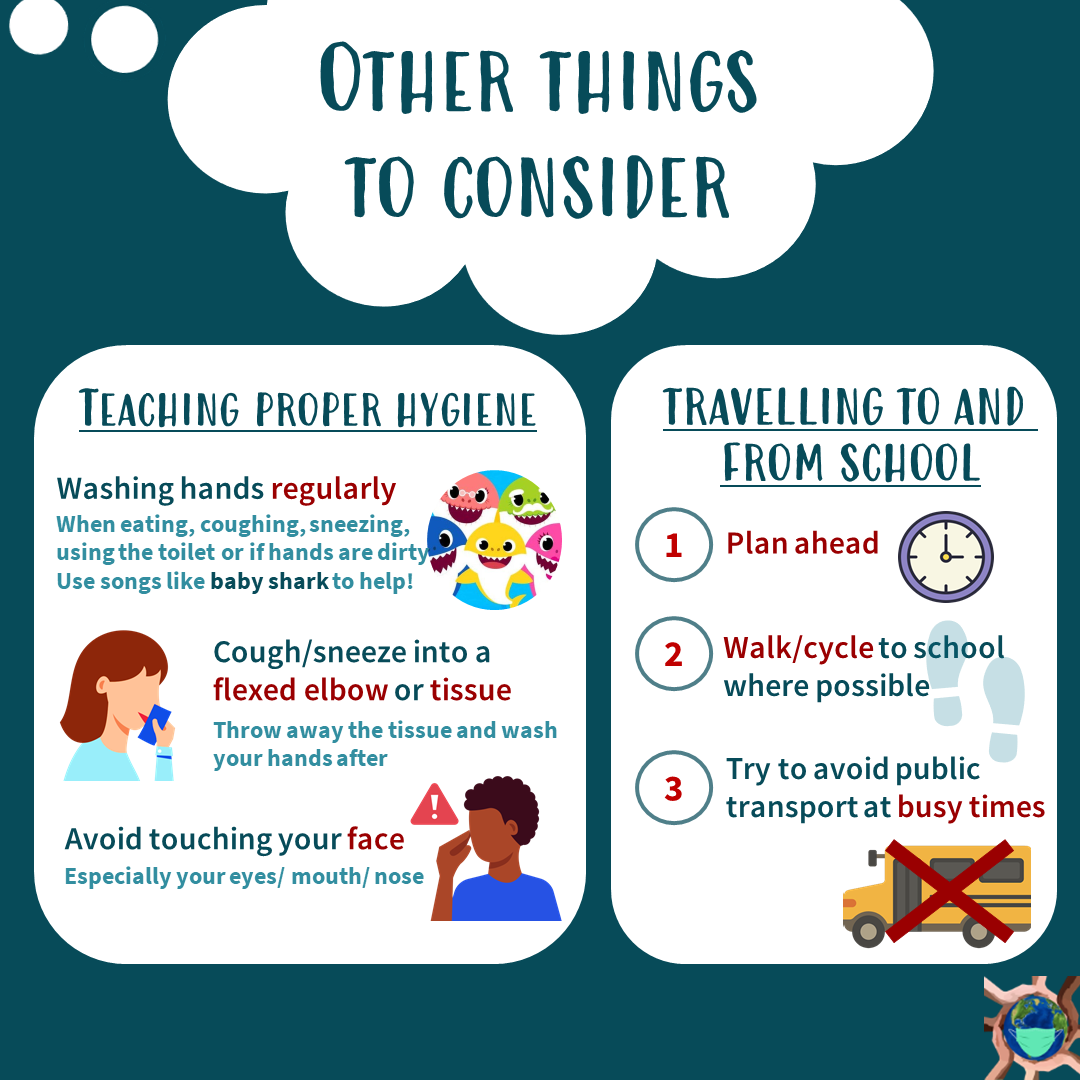 OTHER THINGS
TO CONSIDER
TEACHING PROPER HYGIENE
Washing hands regularly
When eating, coughing, sneezing,
using the toilet or if hands are dirty
Use songs like baby shark to help!
Cough/sneeze into a
flexed elbow or tissue
Throw away the tissue and wash
your hands after
Avoid touching your face
Especially your eyes/ mouth/ nose
TRAVELLING TO AND
FROM SCHOOL
1 Plan ahead
2 Walk/cycle to school
where possible
3 Try to avoid public
transport at busy times